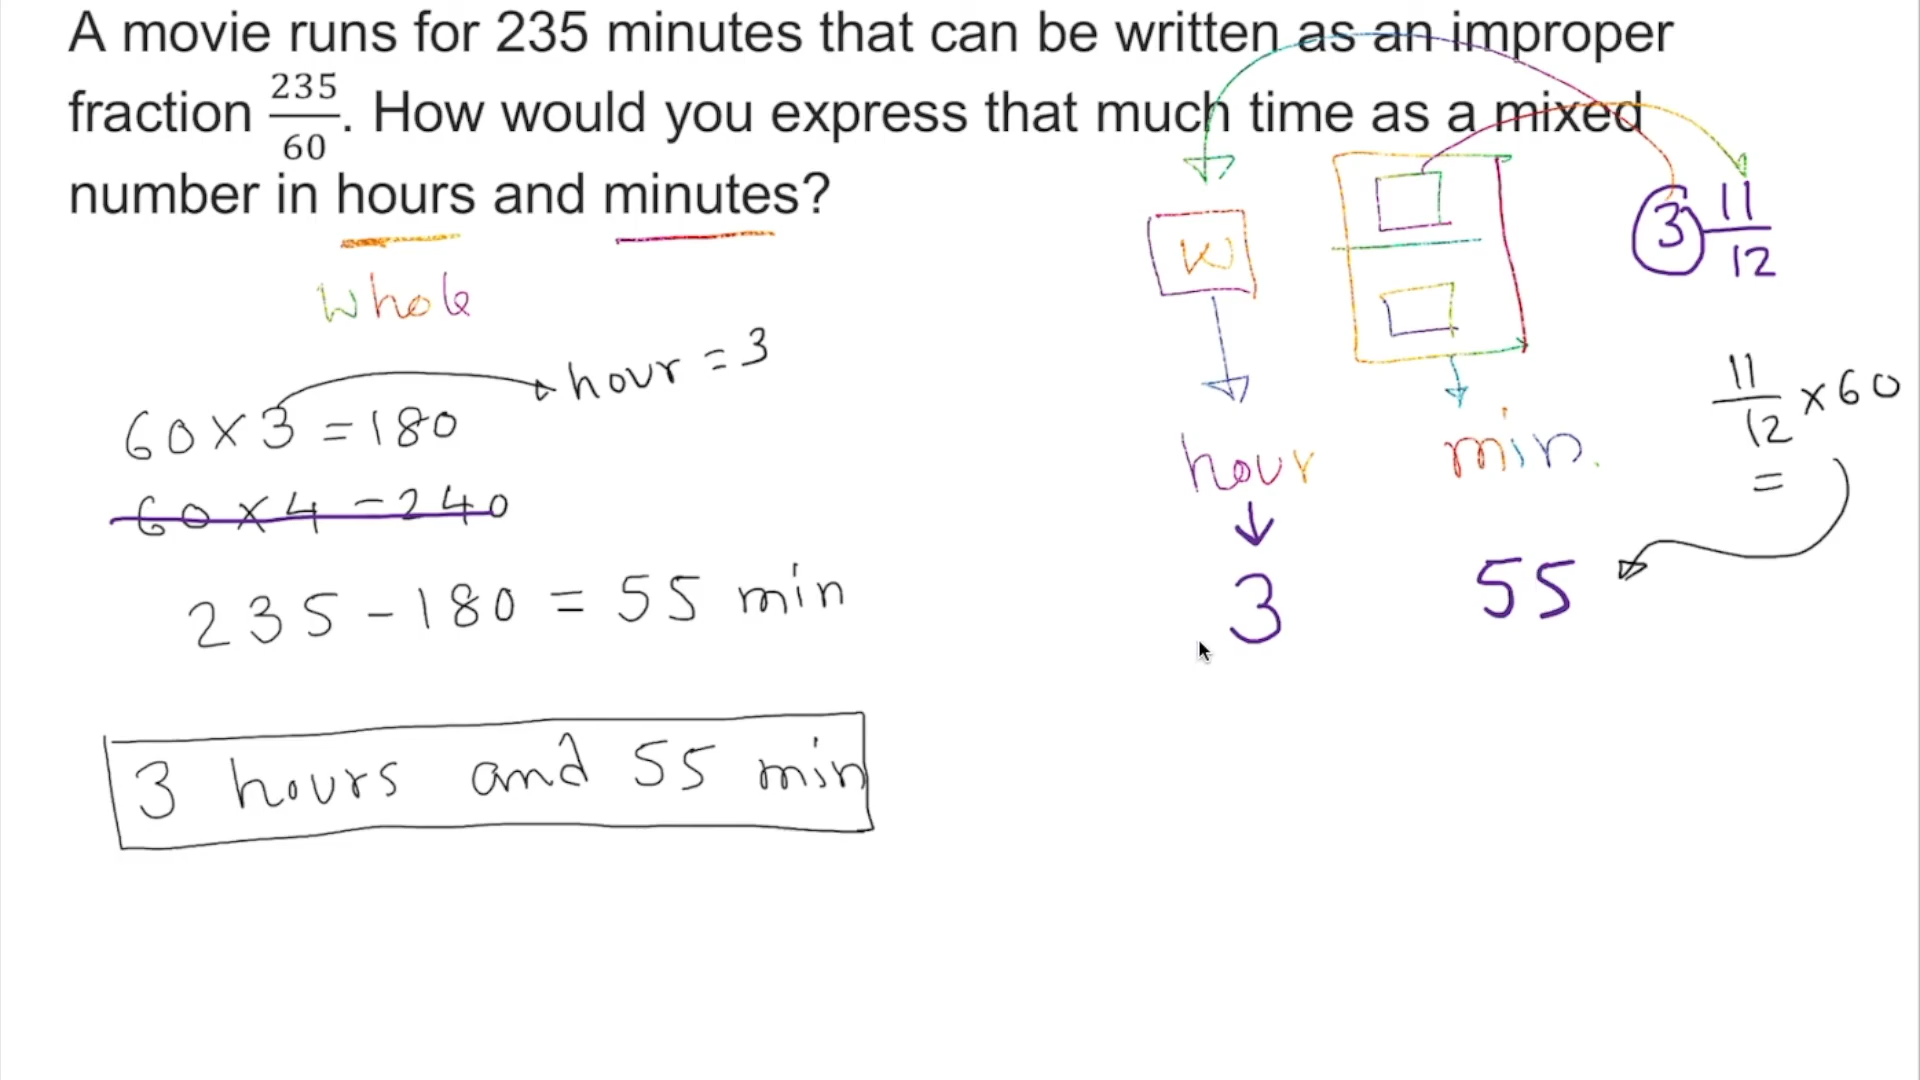 A movie runs for 235 minutes that can be written as an improper
fraction 235/60. How would you express that much time as a mixed
number in hours and minutes?
whole
hour = 3
60 x 3 = 180
60 x 4 = 240
235 - 180 = 55 min
3 hours and 55 min
W
3 11/12
hour
min.
11/12 x 60
=
3
55